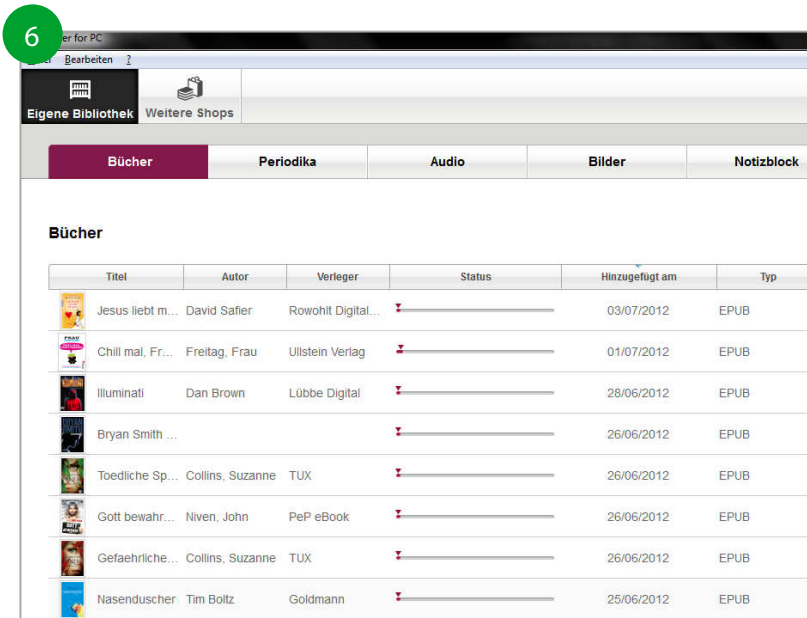 6
er for PC
Bearbeiten ?
Eigene Bibliothek Weitere Shops
Bücher Periodika Audio Bilder Notizblock
Bücher
Titel Autor Verleger Status Hinzugefügt am Typ
Jesus liebt m... David Safier Rowohlt Digital... 03/07/2012 EPUB
Chill mal, Fr... Freitag, Frau Ullstein Verlag 01/07/2012 EPUB
Illuminati Dan Brown Lübbe Digital 28/06/2012 EPUB
Bryan Smith ... 26/06/2012 EPUB
Toedliche Sp... Collins, Suzanne TUX 26/06/2012 EPUB
Gott bewahr... Niven, John PeP eBook 26/06/2012 EPUB
Gefaehrliche... Collins, Suzanne TUX 26/06/2012 EPUB
Nasenduscher Tim Boltz Goldmann 25/06/2012 EPUB